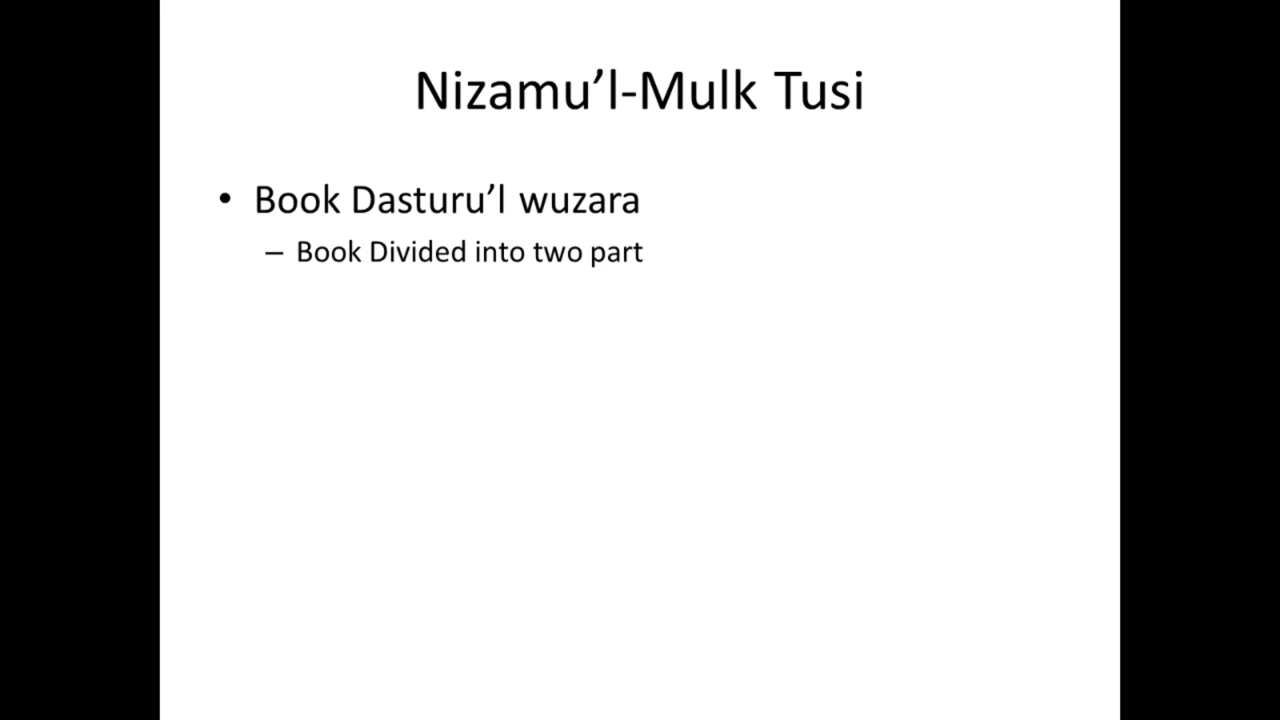 Nizamu’l-Mulk Tusi
• Book Dasturu’l wuzara
– Book Divided into two part